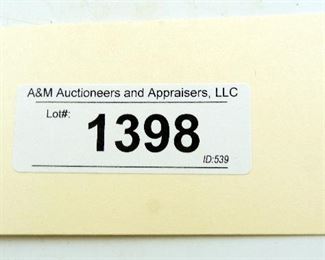 A&M Auctioneers and Appraisers, LLC
Lot#:
1398
ID:539